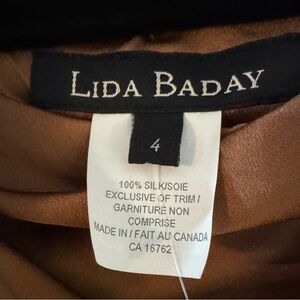 LIDA BADAY
4
100% SILK/SOIE
EXCLUSIVE OF TRIM /
GARNITURE NON
COMPRISE
MADE IN / FAIT AU CANADA
CA 16762